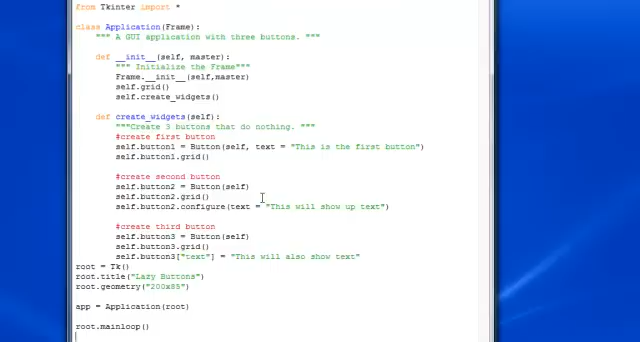 from Tkinter import *
class Application(Frame):
""" A GUI application with three buttons. """
def __init__(self, master):
""" Initialize the Frame"""
Frame.__init__(self,master)
self.grid()
self.create_widgets()
def create_widgets(self):
"""Create 3 buttons that do nothing. """
#create first button
self.button1 = Button(self, text = "This is the first button")
self.button1.grid()
#create second button
self.button2 = Button(self)
self.button2.grid()
self.button2.configure(text = "This will show up text")
#create third button
self.button3 = Button(self)
self.button3.grid()
self.button3["text"] = "This will also show text"
root = Tk()
root.title("Lazy Buttons")
root.geometry("200x85")
app = Application(root)
root.mainloop()